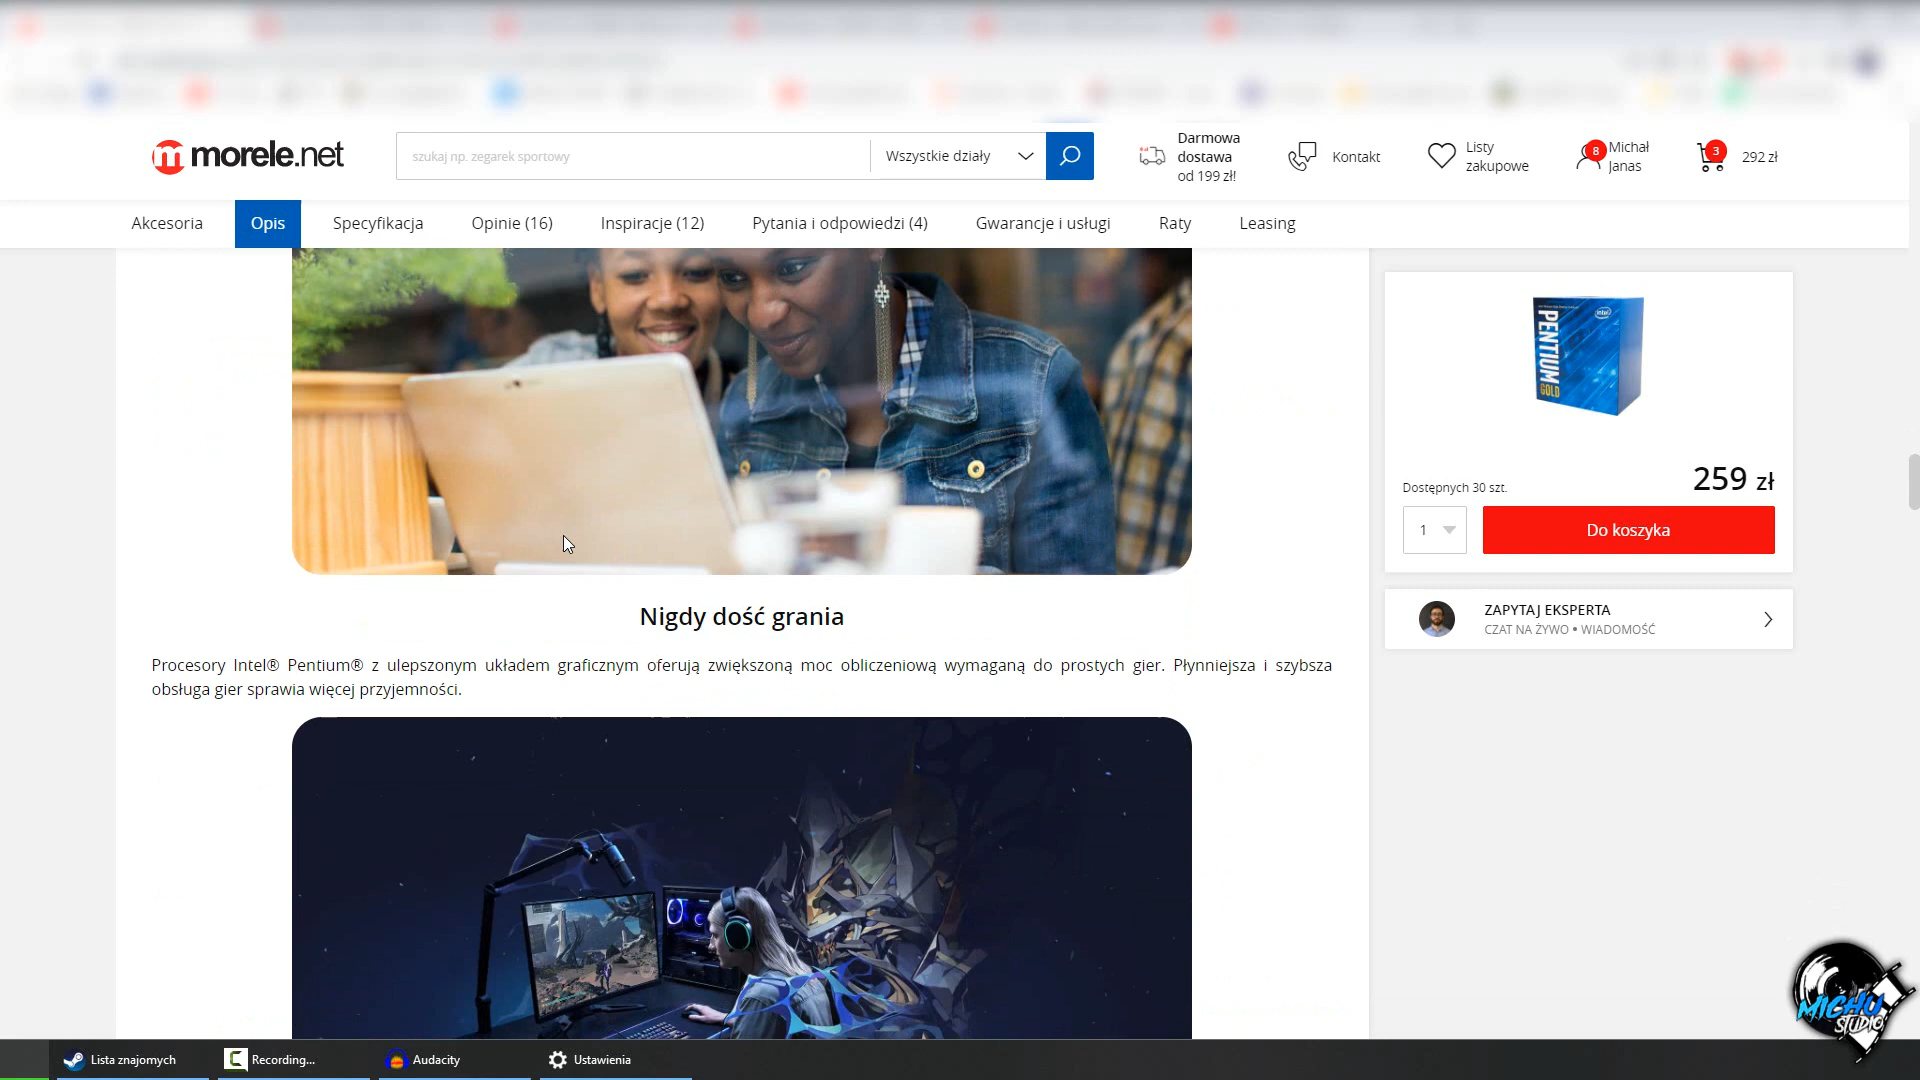 morele.net
szukaj np. zegarek sportowy
Wszystkie działy
Darmowa
dostawa
od 199 zł!
Kontakt
Listy
zakupowe
8
Michał
Janas
3
292 zł
Akcesoria
Opis
Specyfikacja
Opinie (16)
Inspiracje (12)
Pytania i odpowiedzi (4)
Gwarancje i usługi
Raty
Leasing
intel
PENTIUM
GOLD
Dostępnych 30 szt.
259 zł
1
Do koszyka
ZAPYTAJ EKSPERTA
CZAT NA ŻYWO • WIADOMOŚĆ
Nigdy dość grania
Procesory Intel® Pentium® z ulepszonym układem graficznym oferują zwiększoną moc obliczeniową wymaganą do prostych gier. Płynniejsza i szybsza
obsługa gier sprawia więcej przyjemności.
MICHU
STUDIO
Lista znajomych
Recording...
Audacity
Ustawienia